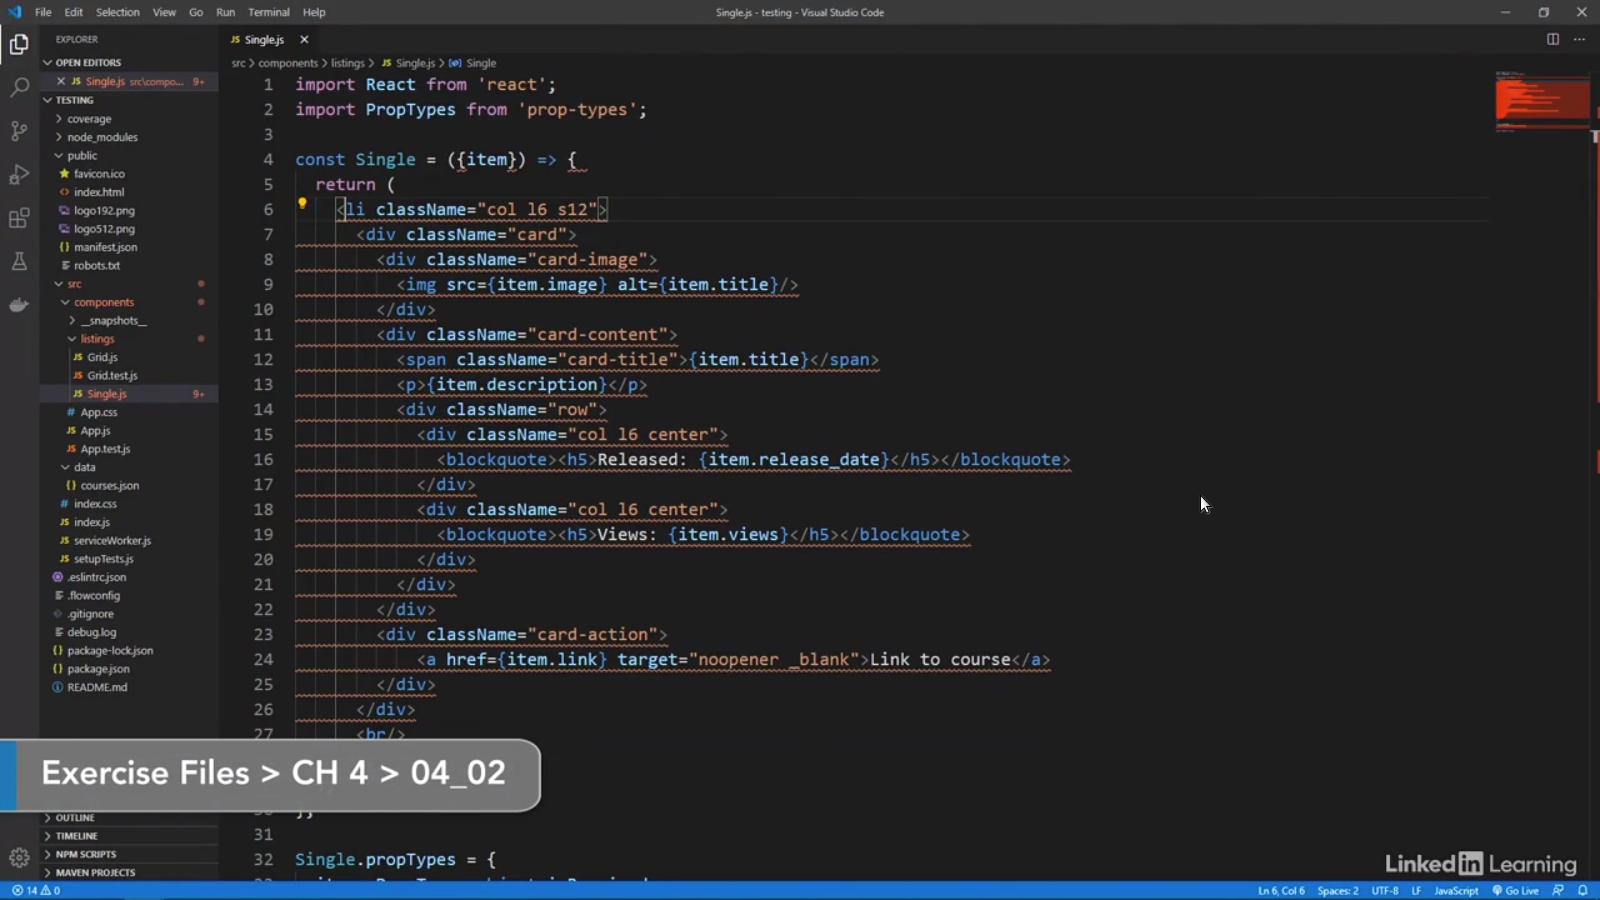 File Edit Selection View Go Run Terminal Help
Single.js - testing - Visual Studio Code
EXPLORER
OPEN EDITORS
JS Single.js src\compo... 9+
TESTING
coverage
node_modules
public
favicon.ico
index.html
logo192.png
logo512.png
manifest.json
robots.txt
src
components
__snapshots__
listings
JS Grid.js
JS Grid.test.js
JS Single.js 9+
# App.css
JS App.js
JS App.test.js
data
{} courses.json
# index.css
JS index.js
JS serviceWorker.js
JS setupTests.js
.eslintrc.json
.flowconfig
.gitignore
debug.log
{} package-lock.json
{} package.json
README.md
OUTLINE
TIMELINE
NPM SCRIPTS
MAVEN PROJECTS
JS Single.js
src > components > listings > JS Single.js > Single
1 import React from 'react';
2 import PropTypes from 'prop-types';
3
4 const Single = ({item}) => {
5 return (
6 <li className="col l6 s12">
7 <div className="card">
8 <div className="card-image">
9 <img src={item.image} alt={item.title}/>
10 </div>
11 <div className="card-content">
12 <span className="card-title">{item.title}</span>
13 <p>{item.description}</p>
14 <div className="row">
15 <div className="col l6 center">
16 <blockquote><h5>Released: {item.release_date}</h5></blockquote>
17 </div>
18 <div className="col l6 center">
19 <blockquote><h5>Views: {item.views}</h5></blockquote>
20 </div>
21 </div>
22 </div>
23 <div className="card-action">
24 <a href={item.link} target="noopener _blank">Link to course</a>
25 </div>
26 </div>
27 <br/>
Exercise Files > CH 4 > 04_02
31
32 Single.propTypes = {
LinkedIn Learning
14 0
Ln 6, Col 6 Spaces: 2 UTF-8 LF JavaScript Go Live